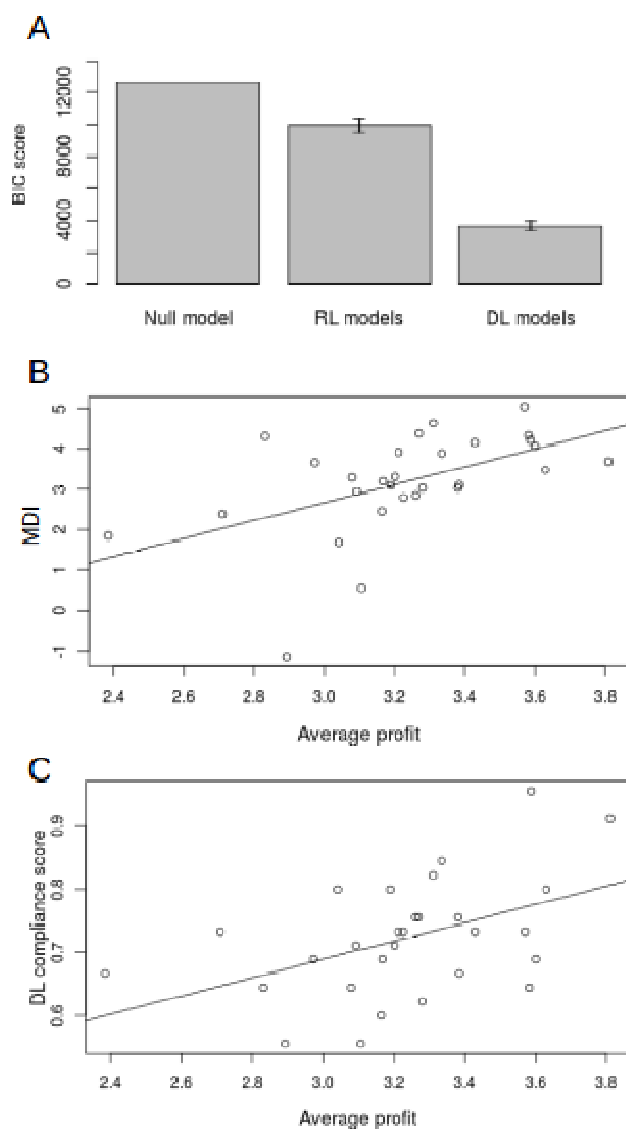 A
BIC score
12000
8000
4000
0
Null model RL models DL models
B
MDI
5
4
3
2
1
0
-1
2.4 2.6 2.8 3.0 3.2 3.4 3.6 3.8
Average profit
C
DL compliance score
0.9
0.8
0.7
0.6
2.4 2.6 2.8 3.0 3.2 3.4 3.6 3.8
Average profit